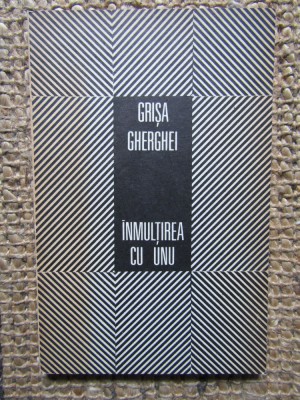 GRIȘA
GHERGHEI
ÎNMULȚIREA
CU UNU